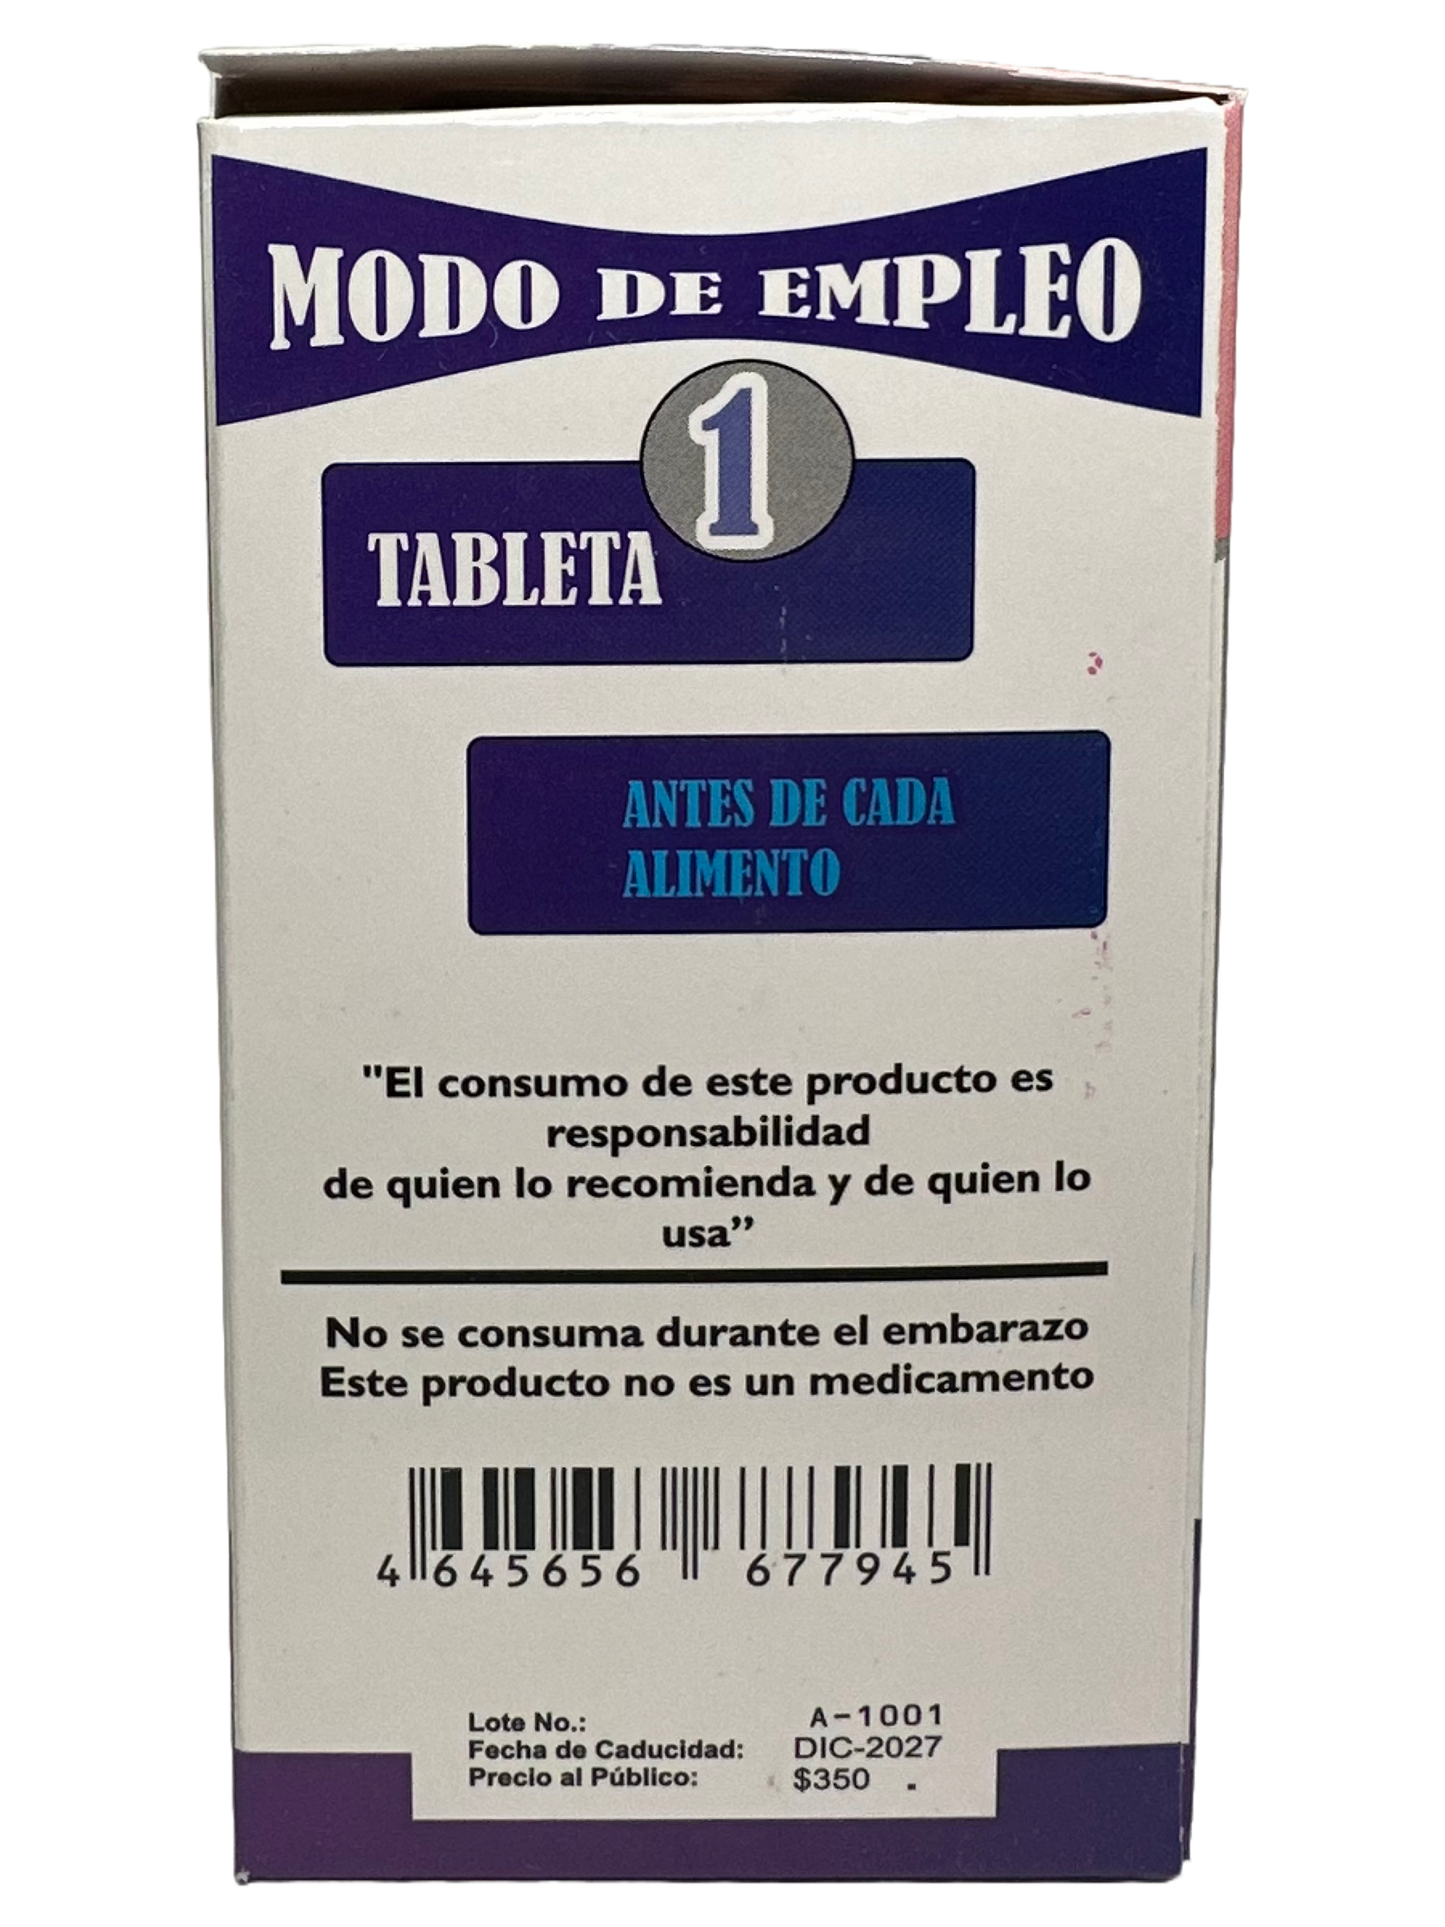 MODO DE EMPLEO
1
TABLETA
ANTES DE CADA
ALIMENTO
"El consumo de este producto es
responsabilidad
de quien lo recomienda y de quien lo
usa”
No se consuma durante el embarazo
Este producto no es un medicamento
4 645656 677945
Lote No.: A-1001
Fecha de Caducidad: DIC-2027
Precio al Público: $350 .